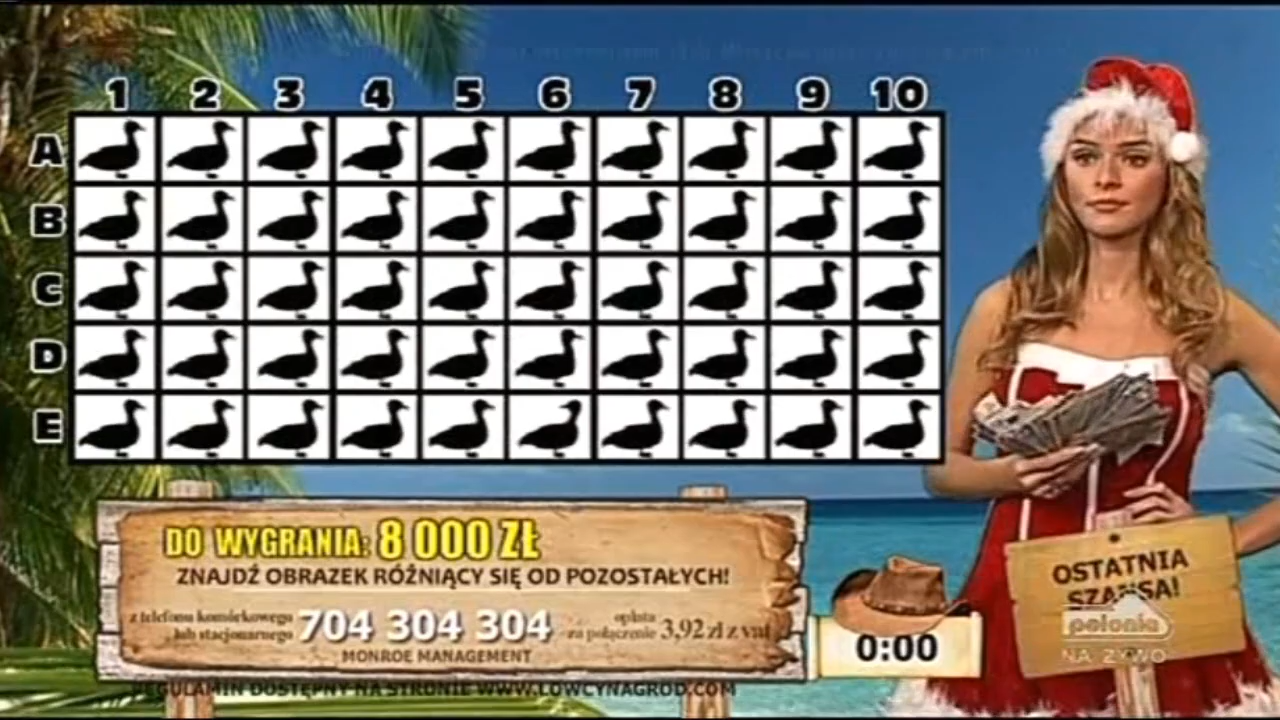 1 2 3 4 5 6 7 8 9 10
A
B
C
D
E
DO WYGRANIA: 8 000 ZŁ
ZNAJDŹ OBRAZEK RÓŻNIĄCY SIĘ OD POZOSTAŁYCH!
z telefonu komórkowego
lub stacjonarnego
704 304 304
opłata
za połączenie 3,92 zł z vat
MONROE MANAGEMENT
REGULAMIN DOSTĘPNY NA STRONIE WWW.LOWCYNAGROD.COM
0:00
OSTATNIA
SZANSA!
polonia
NA ŻYWO